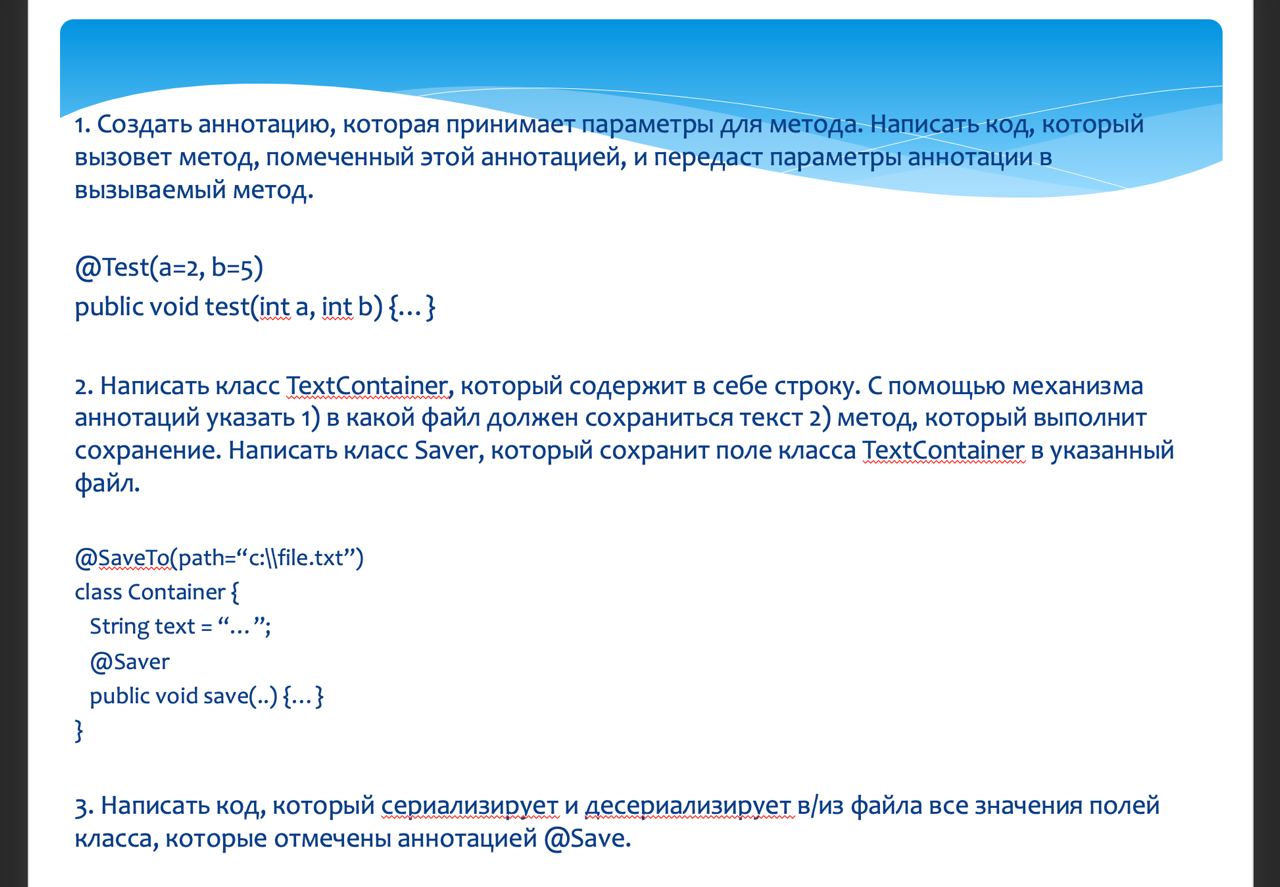 1. Создать аннотацию, которая принимает параметры для метода. Написать код, который
вызовет метод, помеченный этой аннотацией, и передаст параметры аннотации в
вызываемый метод.
@Test(a=2, b=5)
public void test(int a, int b) {…}
2. Написать класс TextContainer, который содержит в себе строку. С помощью механизма
аннотаций указать 1) в какой файл должен сохраниться текст 2) метод, который выполнит
сохранение. Написать класс Saver, который сохранит поле класса TextContainer в указанный
файл.
@SaveTo(path=“c:\\file.txt”)
class Container {
String text = “…”;
@Saver
public void save(..) {…}
}
3. Написать код, который сериализирует и десериализирует в/из файла все значения полей
класса, которые отмечены аннотацией @Save.